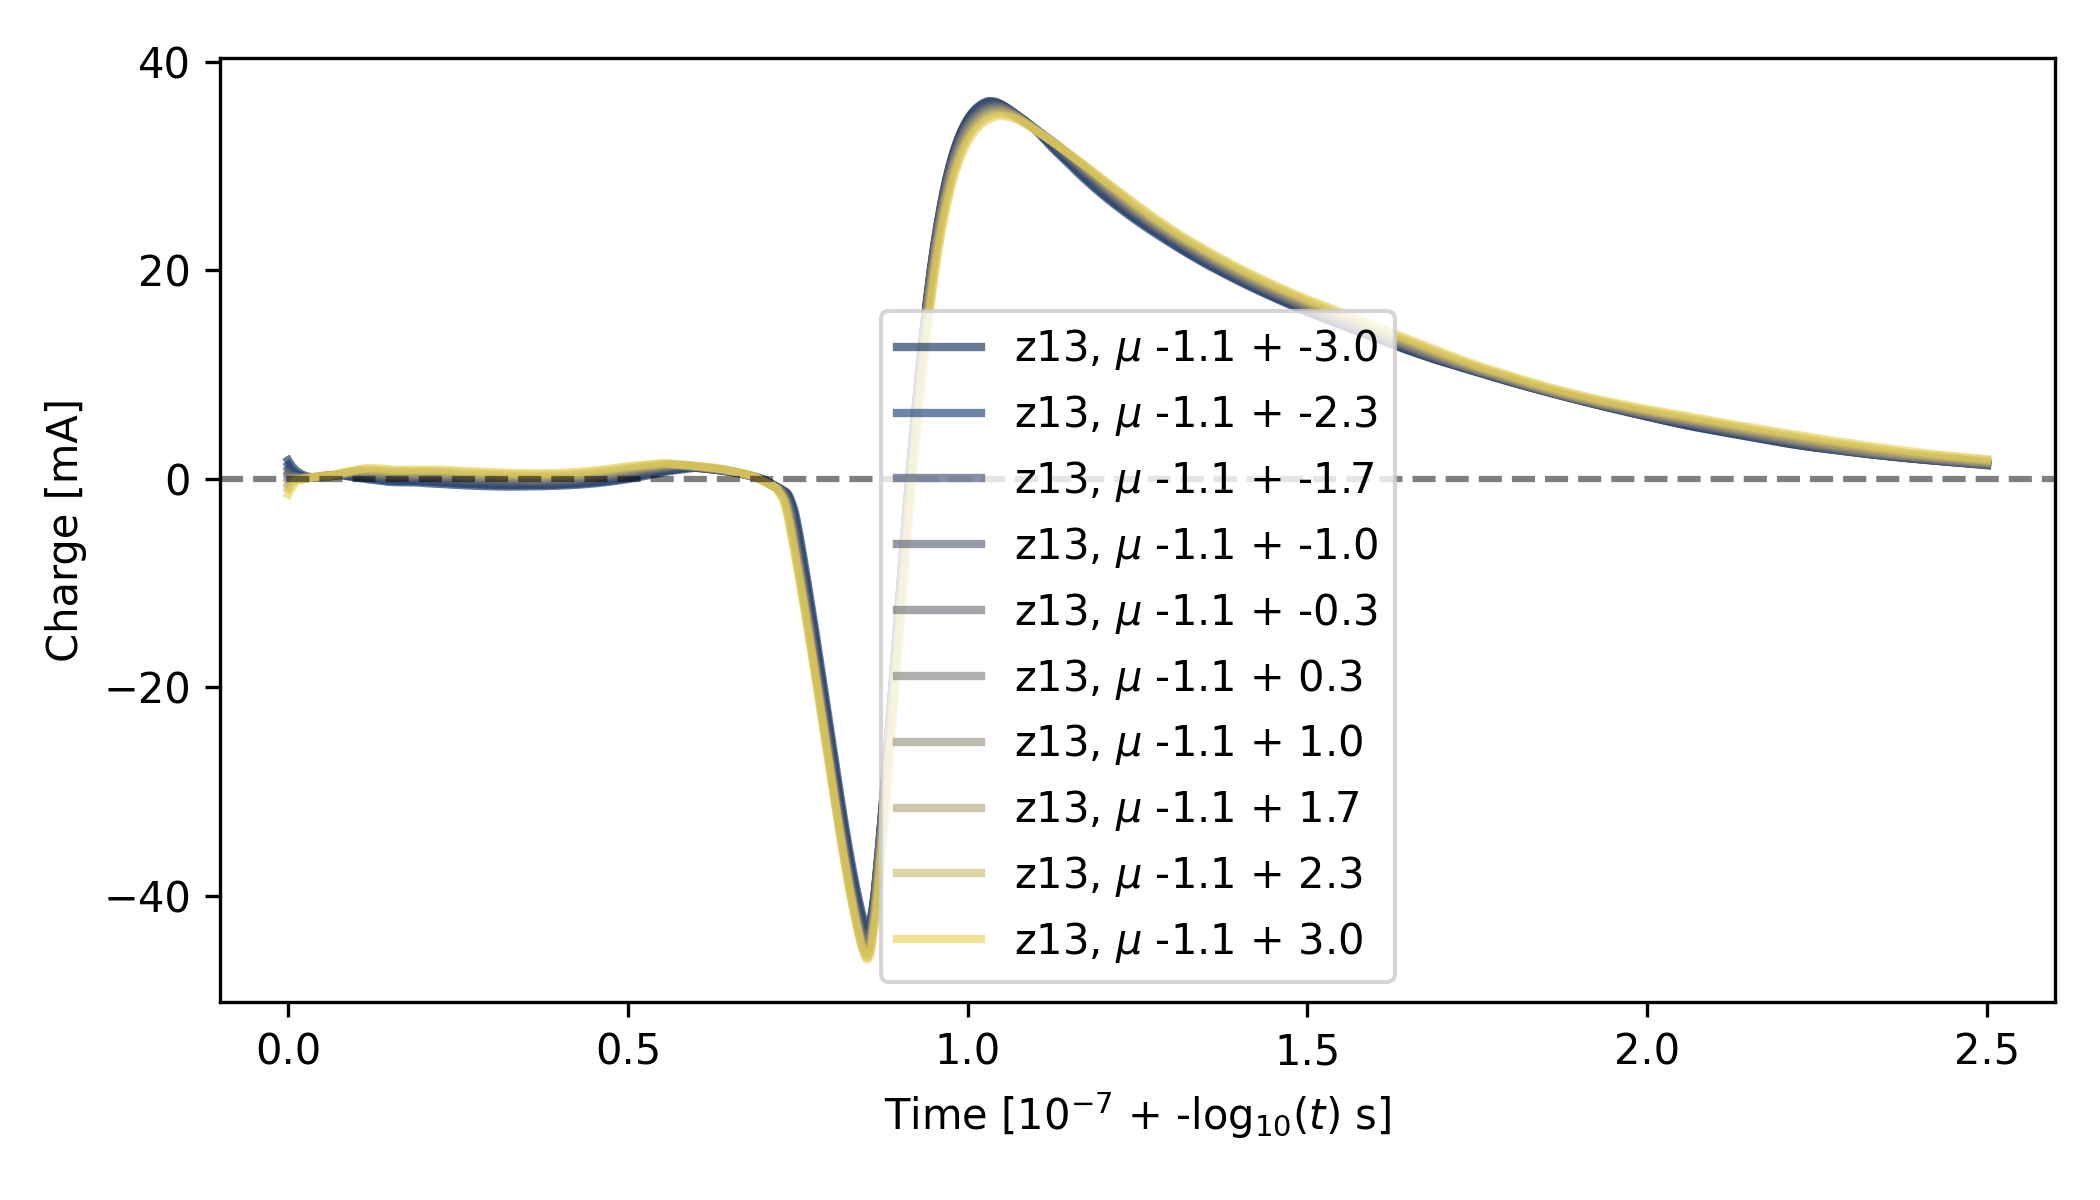 40
20
0
−20
−40
Charge [mA]
z13, μ -1.1 + -3.0
z13, μ -1.1 + -2.3
z13, μ -1.1 + -1.7
z13, μ -1.1 + -1.0
z13, μ -1.1 + -0.3
z13, μ -1.1 + 0.3
z13, μ -1.1 + 1.0
z13, μ -1.1 + 1.7
z13, μ -1.1 + 2.3
z13, μ -1.1 + 3.0
0.0 0.5 1.0 1.5 2.0 2.5
Time [10⁻⁷ + -log₁₀(t) s]